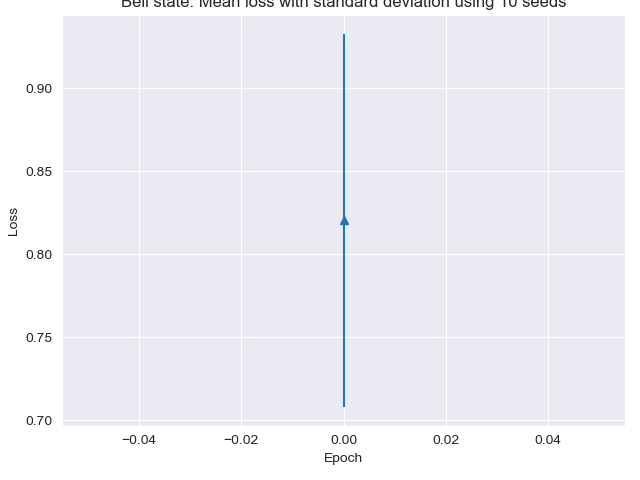 Bell state: Mean loss with standard deviation using 10 seeds
0.90
0.85
0.80
0.75
0.70
Loss
−0.04 −0.02 0.00 0.02 0.04
Epoch